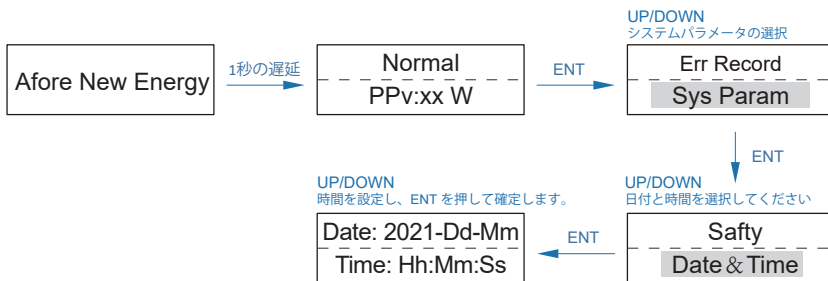 UP/DOWN
システムパラメータの選択
Afore New Energy
1秒の遅延
Normal
PPv:xx W
ENT
Err Record
Sys Param
ENT
UP/DOWN
日付と時間を選択してください
Safty
Date & Time
ENT
UP/DOWN
時間を設定し、ENT を押して確定します。
Date: 2021-Dd-Mm
Time: Hh:Mm:Ss